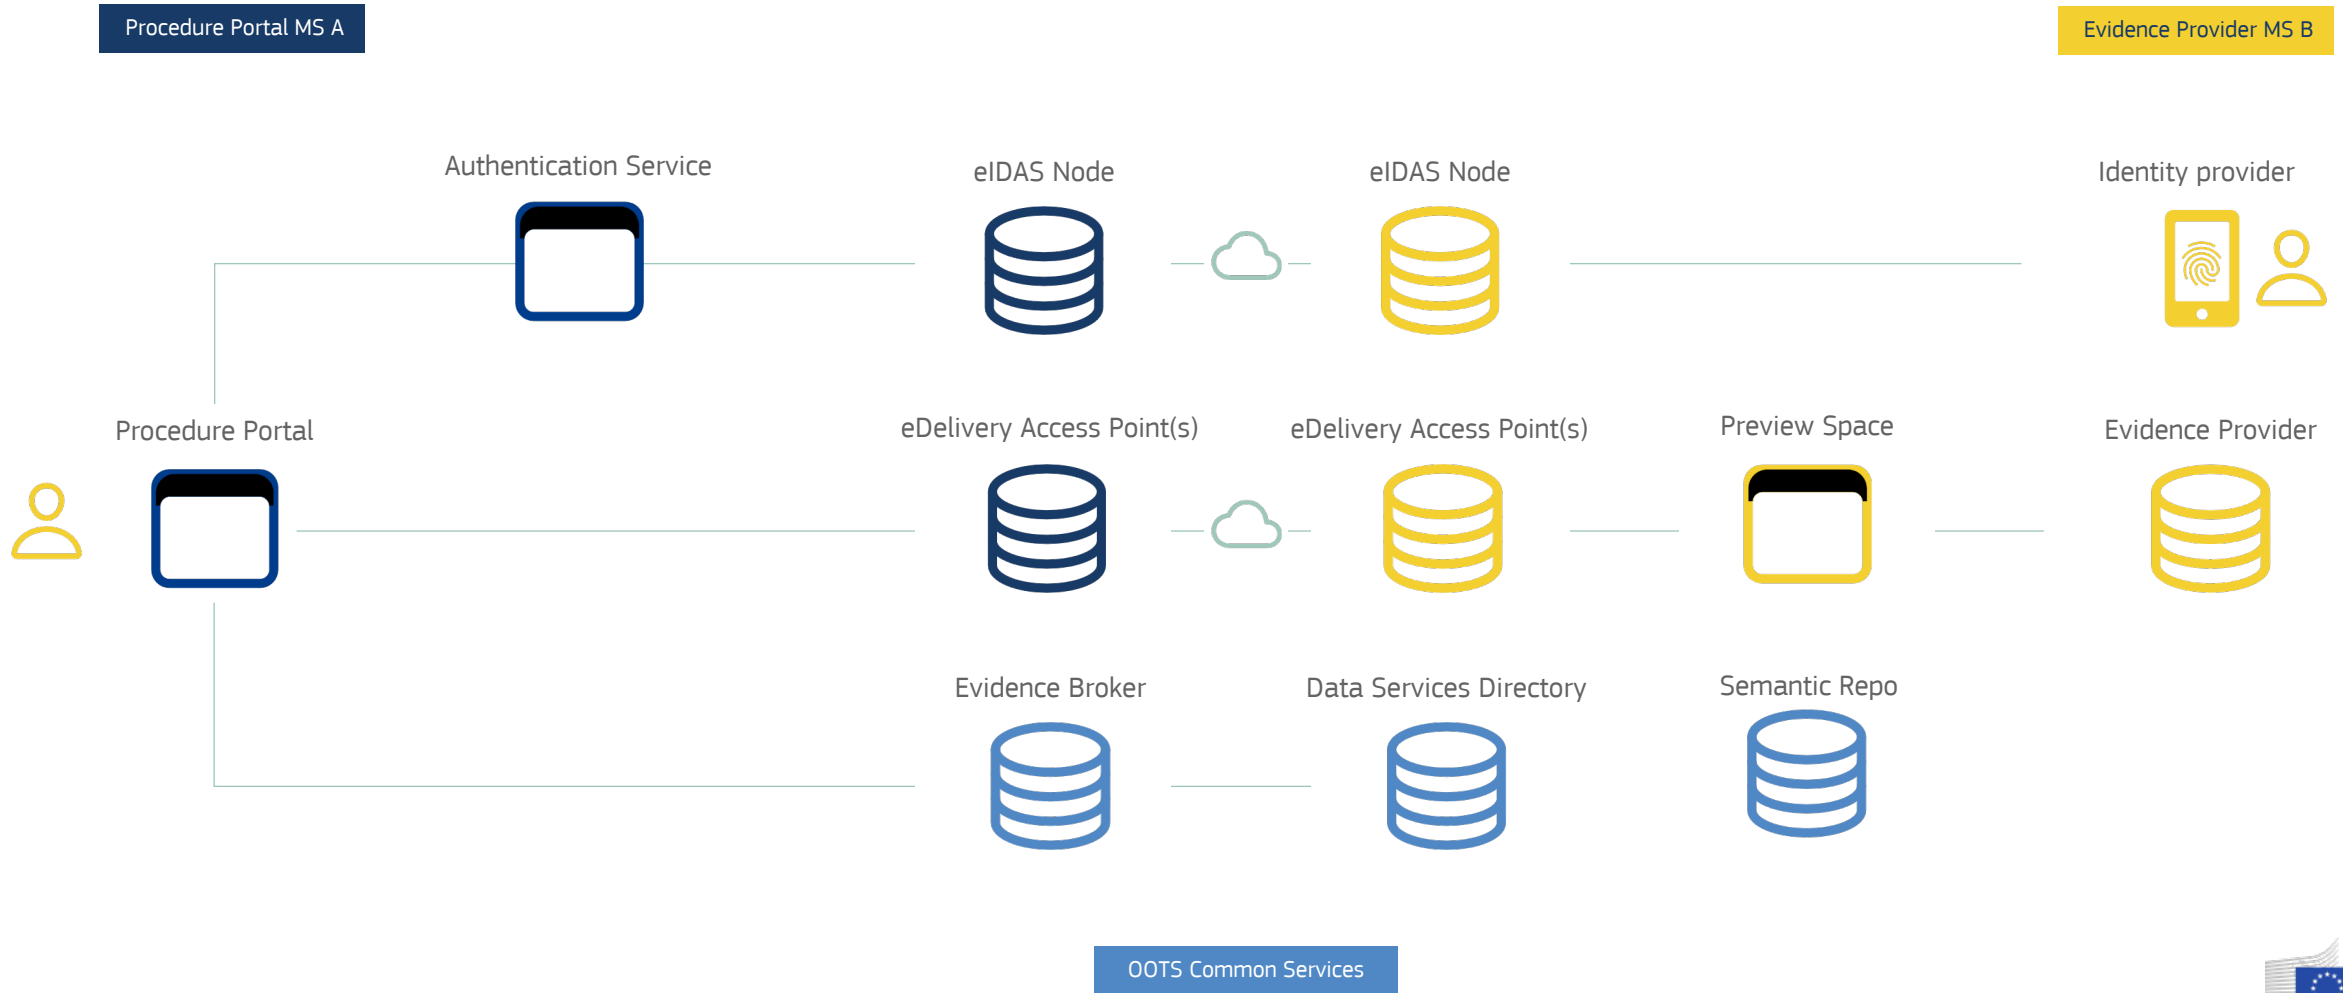 Procedure Portal MS A
Evidence Provider MS B
Authentication Service
eIDAS Node
eIDAS Node
Identity provider
Procedure Portal
eDelivery Access Point(s)
eDelivery Access Point(s)
Preview Space
Evidence Provider
Evidence Broker
Data Services Directory
Semantic Repo
OOTS Common Services